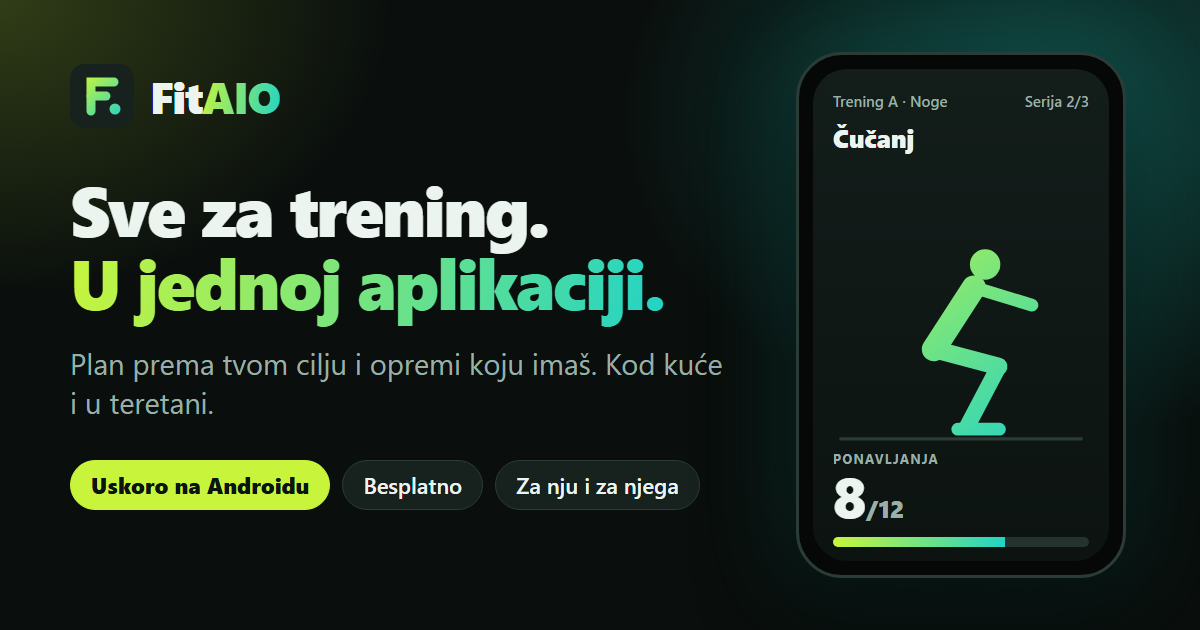 FitAIO
Sve za trening.
U jednoj aplikaciji.
Plan prema tvom cilju i opremi koju imaš. Kod kuće
i u teretani.
Uskoro na Androidu
Besplatno
Za nju i za njega
Trening A · Noge
Serija 2/3
Čučanj
PONAVLJANJA
8/12